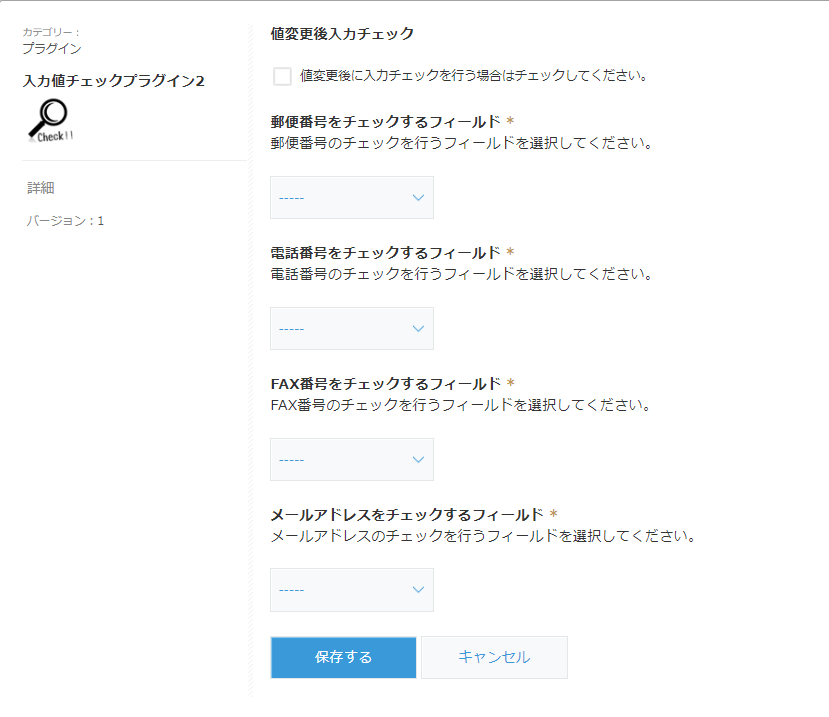 カテゴリー：
プラグイン
入力値チェックプラグイン2
Check!!
詳細
バージョン：1
値変更後入力チェック
値変更後に入力チェックを行う場合はチェックしてください。
郵便番号をチェックするフィールド *
郵便番号のチェックを行うフィールドを選択してください。
-----
電話番号をチェックするフィールド *
電話番号のチェックを行うフィールドを選択してください。
-----
FAX番号をチェックするフィールド *
FAX番号のチェックを行うフィールドを選択してください。
-----
メールアドレスをチェックするフィールド *
メールアドレスのチェックを行うフィールドを選択してください。
-----
保存する
キャンセル